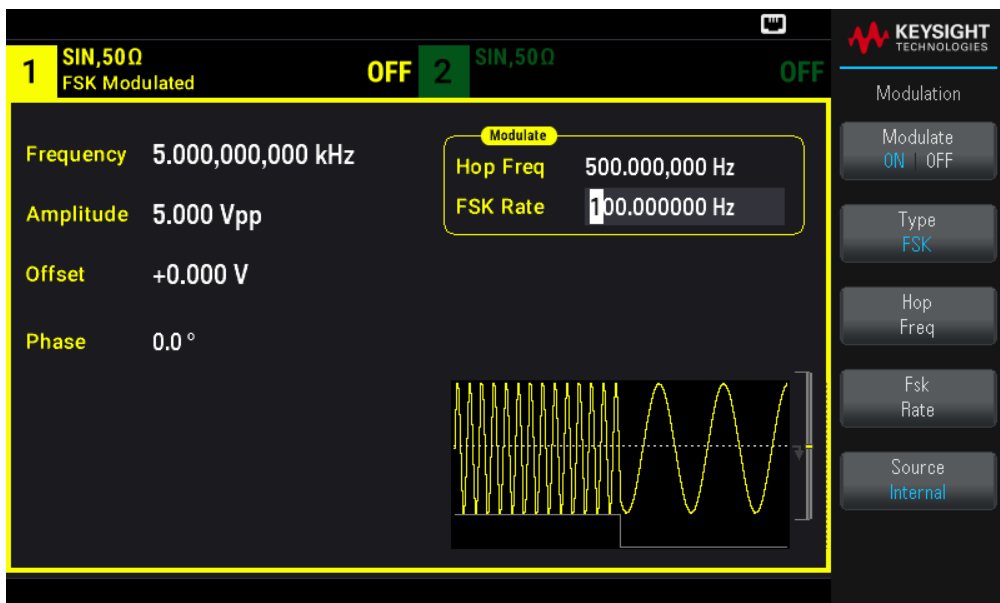 KEYSIGHT
TECHNOLOGIES
1 SIN,50Ω OFF 2 SIN,50Ω OFF
FSK Modulated
Modulation
Modulate
Frequency 5.000,000,000 kHz
Hop Freq 500.000,000 Hz
Amplitude 5.000 Vpp
FSK Rate 100.000000 Hz
Offset +0.000 V
Phase 0.0 °
Modulate
ON | OFF
Type
FSK
Hop
Freq
Fsk
Rate
Source
Internal